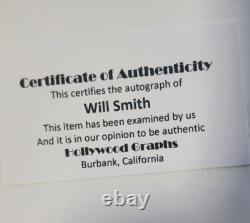 Certificate of Authenticity
This certifies the autograph of
Will Smith
This item has been examined by us
And it is in our opinion to be authentic
Hollywood Graphs
Burbank, California
ebay